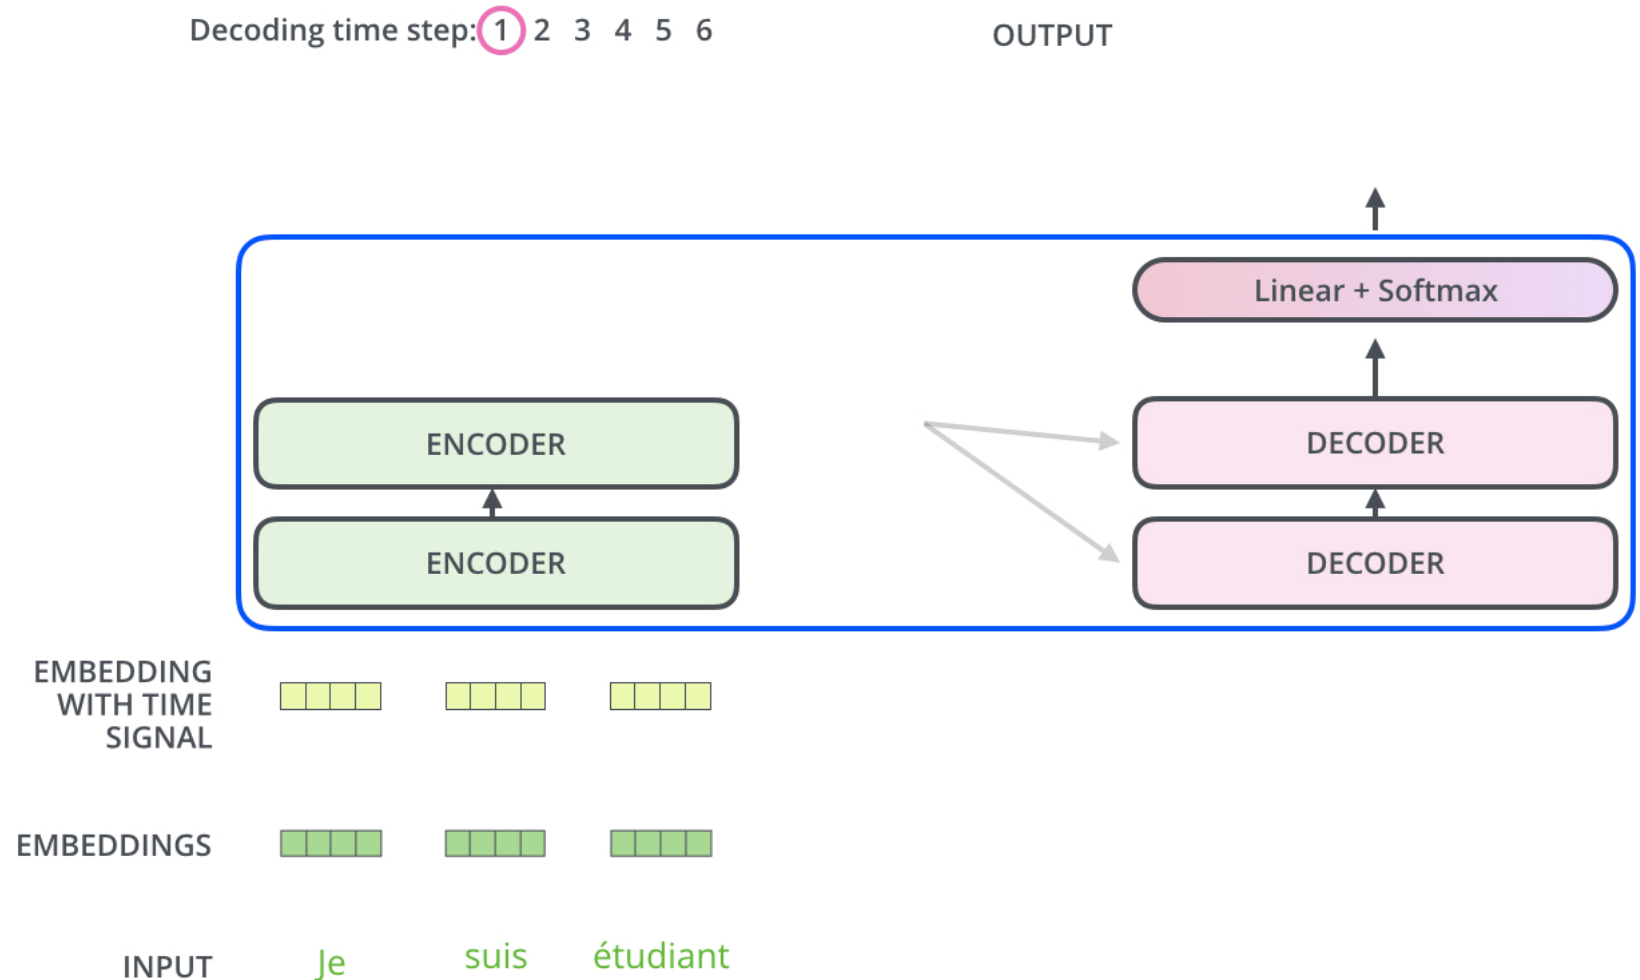 Decoding time step: 1 2 3 4 5 6
OUTPUT
Linear + Softmax
ENCODER
DECODER
ENCODER
DECODER
EMBEDDING
WITH TIME
SIGNAL
EMBEDDINGS
INPUT Je suis étudiant